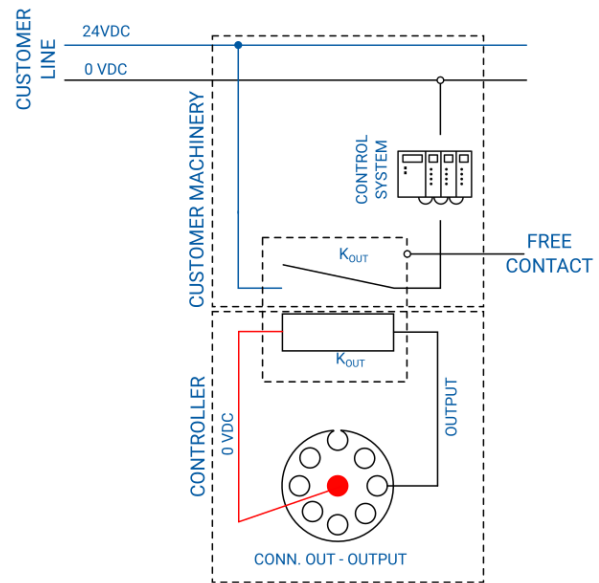 CUSTOMER
LINE
24VDC
0 VDC
CUSTOMER MACHINERY
CONTROL
SYSTEM
KOUT
FREE
CONTACT
CONTROLLER
KOUT
0 VDC
OUTPUT
CONN. OUT - OUTPUT